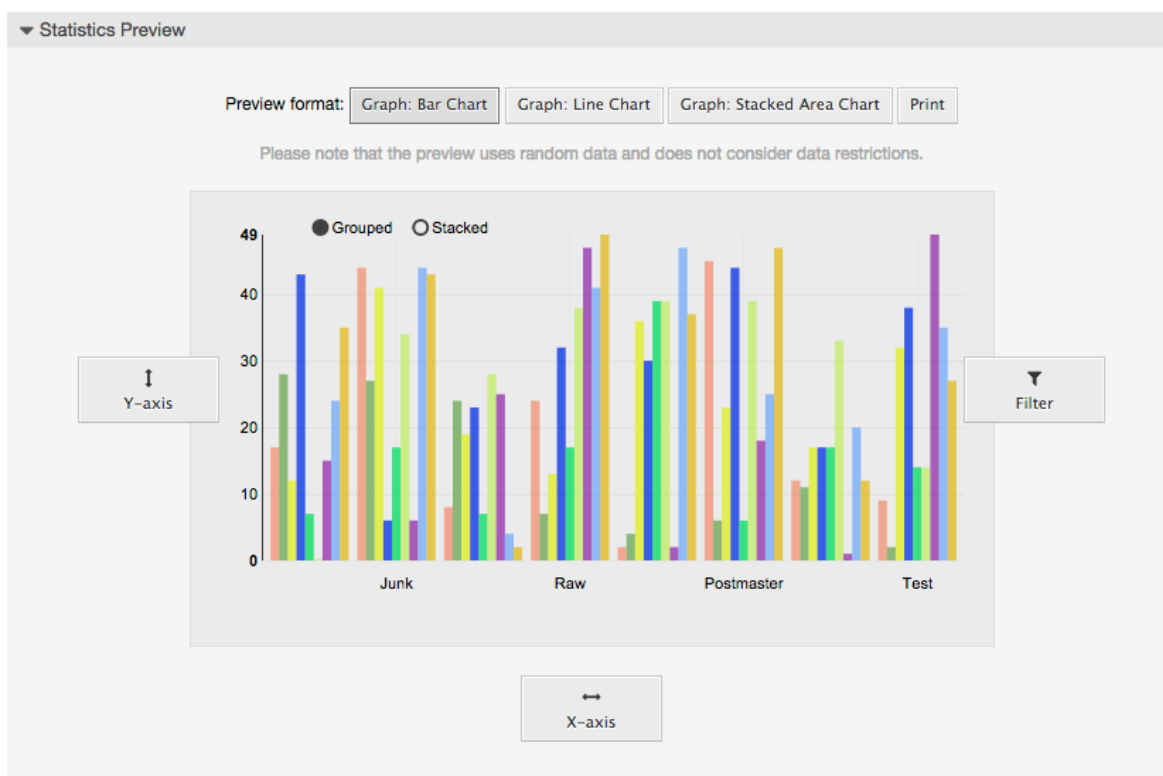 Statistics Preview
Preview format: Graph: Bar Chart Graph: Line Chart Graph: Stacked Area Chart Print
Please note that the preview uses random data and does not consider data restrictions.
Grouped Stacked
49
40
30
20
10
0
Junk Raw Postmaster Test
Y-axis
Filter
X-axis